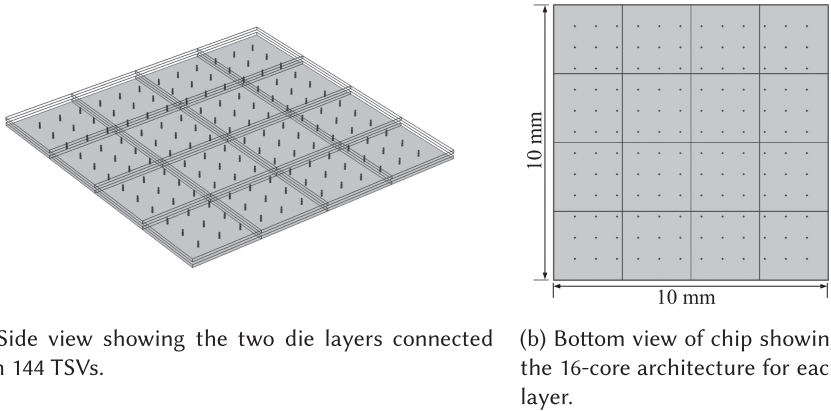 10 mm
10 mm
Side view showing the two die layers connected
144 TSVs.
(b) Bottom view of chip showin
the 16-core architecture for eac
layer.